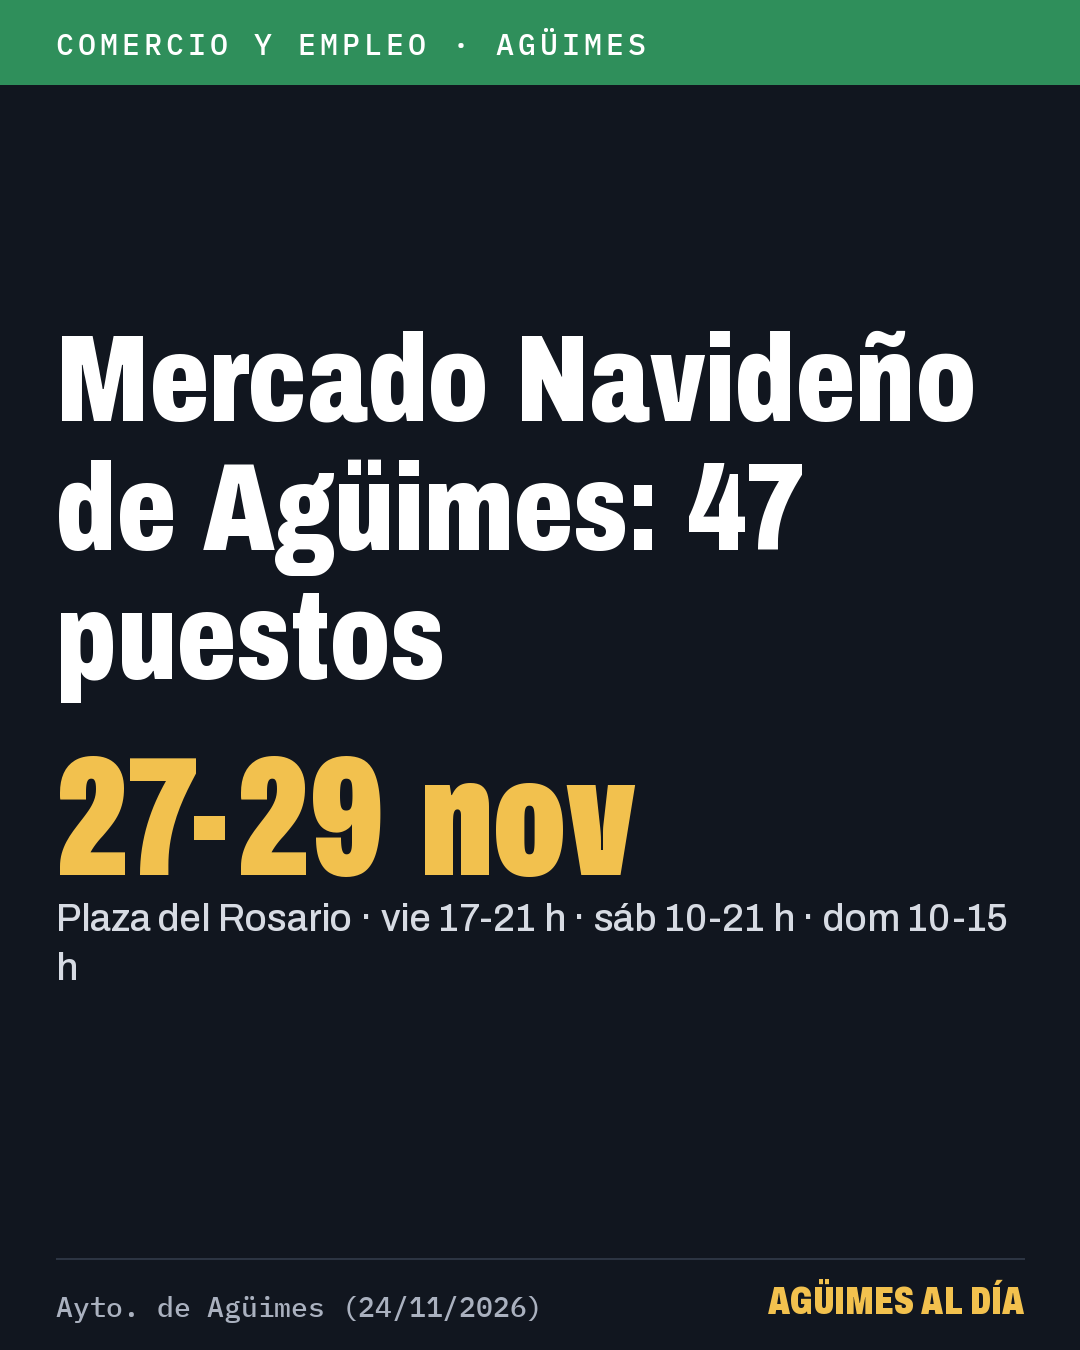 COMERCIO Y EMPLEO · AGÜIMES
Mercado Navideño
de Agüimes: 47
puestos
27-29 nov
Plaza del Rosario · vie 17-21 h · sáb 10-21 h · dom 10-15
h
Ayto. de Agüimes (24/11/2026)
AGÜIMES AL DÍA